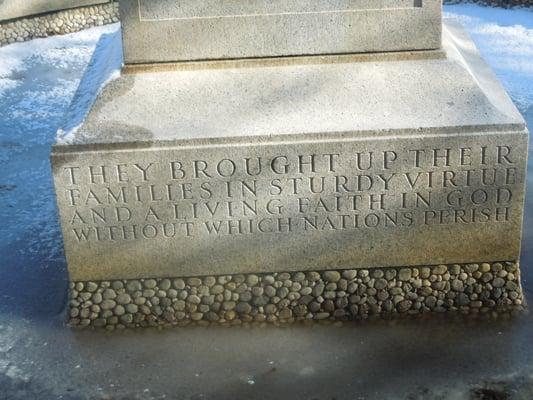 THEY BROUGHT UP THEIR
FAMILIES IN STURDY VIRTUE
AND A LIVING FAITH IN GOD
WITHOUT WHICH NATIONS PERISH